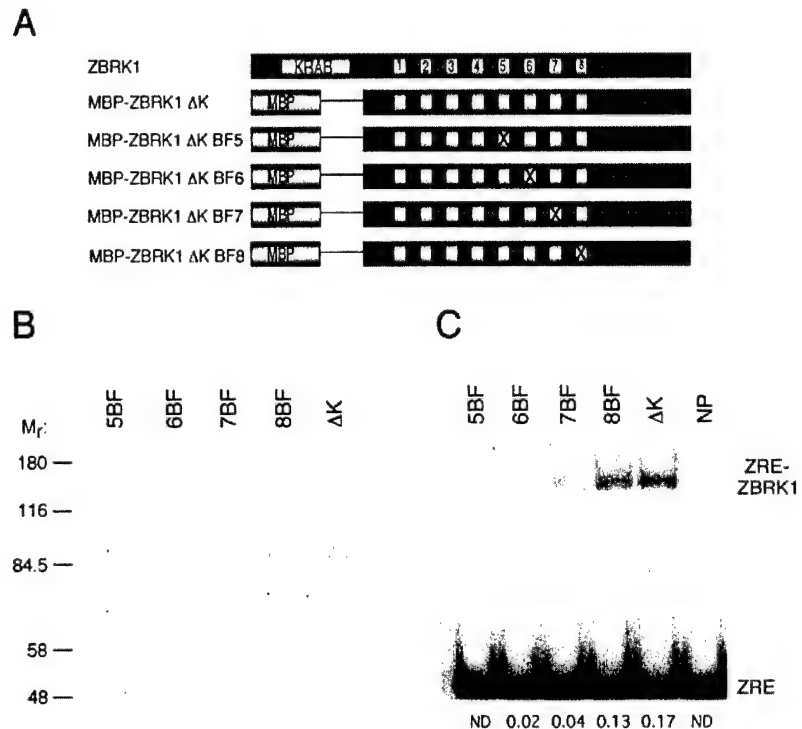 A
ZBRK1
KRAB
1 2 3 4 5 6 7 8
MBP-ZBRK1 ΔK
MBP
MBP-ZBRK1 ΔK BF5
MBP
X
MBP-ZBRK1 ΔK BF6
MBP
X
MBP-ZBRK1 ΔK BF7
MBP
X
MBP-ZBRK1 ΔK BF8
MBP
X
B
5BF 6BF 7BF 8BF ΔK
Mr:
180
116
84.5
58
48
C
5BF 6BF 7BF 8BF ΔK NP
ZRE-
ZBRK1
ZRE
ND 0.02 0.04 0.13 0.17 ND